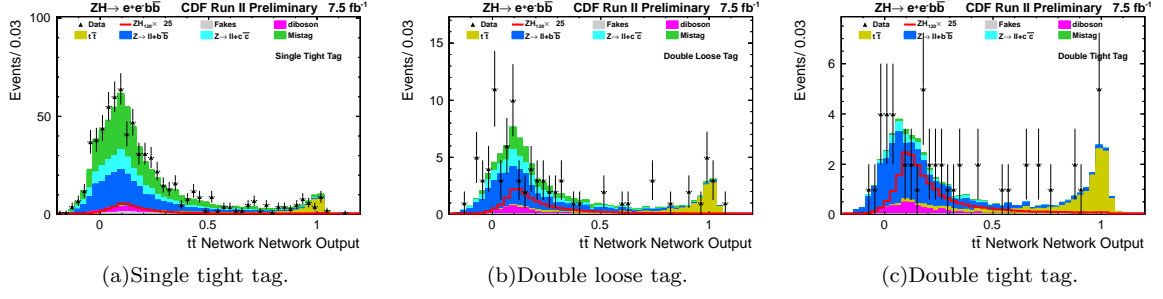 ZH→ e⁺e⁻bb̄ CDF Run II Preliminary 7.5 fb⁻¹
Data ZH₁₂₀ × 25 Fakes diboson
tt̄ Z→ ll+bb̄ Z→ ll+cc̄ Mistag
Single Tight Tag
Events/ 0.03
100
50
0
0 0.5 1
tt̄ Network Network Output
(a)Single tight tag.
ZH→ e⁺e⁻bb̄ CDF Run II Preliminary 7.5 fb⁻¹
Data ZH₁₂₀ × 25 Fakes diboson
tt̄ Z→ ll+bb̄ Z→ ll+cc̄ Mistag
Double Loose Tag
Events/ 0.03
15
10
5
0
0 0.5 1
tt̄ Network Network Output
(b)Double loose tag.
ZH→ e⁺e⁻bb̄ CDF Run II Preliminary 7.5 fb⁻¹
Data ZH₁₂₀ × 25 Fakes diboson
tt̄ Z→ ll+bb̄ Z→ ll+cc̄ Mistag
Double Tight Tag
Events/ 0.03
6
4
2
0
0 0.5 1
tt̄ Network Network Output
(c)Double tight tag.